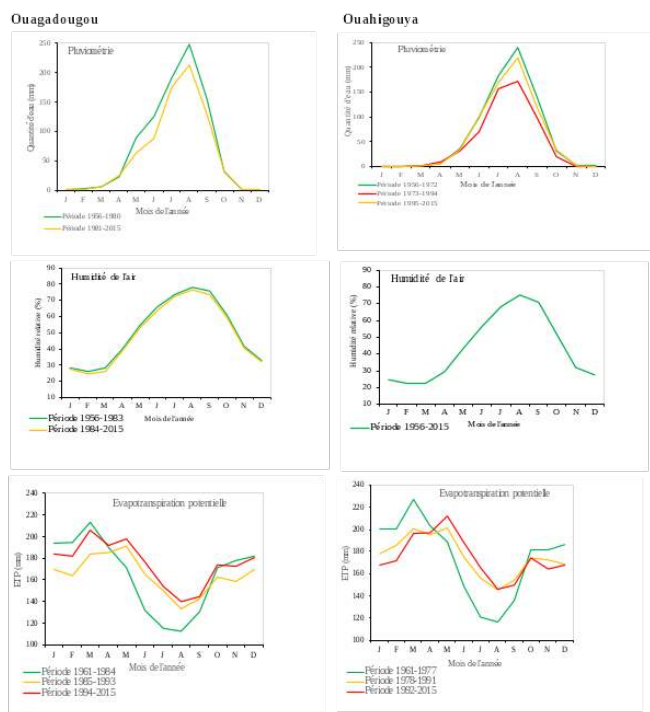 Ouagadougou
Pluviométrie
Quantité d'eau (mm)
250
200
150
100
50
0
J F M A M J J A S O N D
Mois de l'année
Période 1956-1980
Période 1981-2015
Ouahigouya
Pluviométrie
Quantité d'eau (mm)
250
200
150
100
50
0
J F M A M J J A S O N D
Mois de l'année
Période 1956-1972
Période 1973-1994
Période 1995-2015
Humidité de l'air
Humidité relative (%)
90
80
70
60
50
40
30
20
10
J F M A M J J A S O N D
Mois de l'année
Période 1956-1983
Période 1984-2015
Humidité de l'air
Humidité relative (%)
90
80
70
60
50
40
30
20
10
J F M A M J J A S O N D
Mois de l'année
Période 1956-2015
Evapotranspiration potentielle
ETP (mm)
240
220
200
180
160
140
120
100
J F M A M J J A S O N D
Mois de l'année
Période 1961-1984
Période 1985-1993
Période 1994-2015
Evapotranspiration potentielle
ETP (mm)
240
220
200
180
160
140
120
100
J F M A M J J A S O N D
Mois de l'année
Période 1961-1977
Période 1978-1991
Période 1992-2015